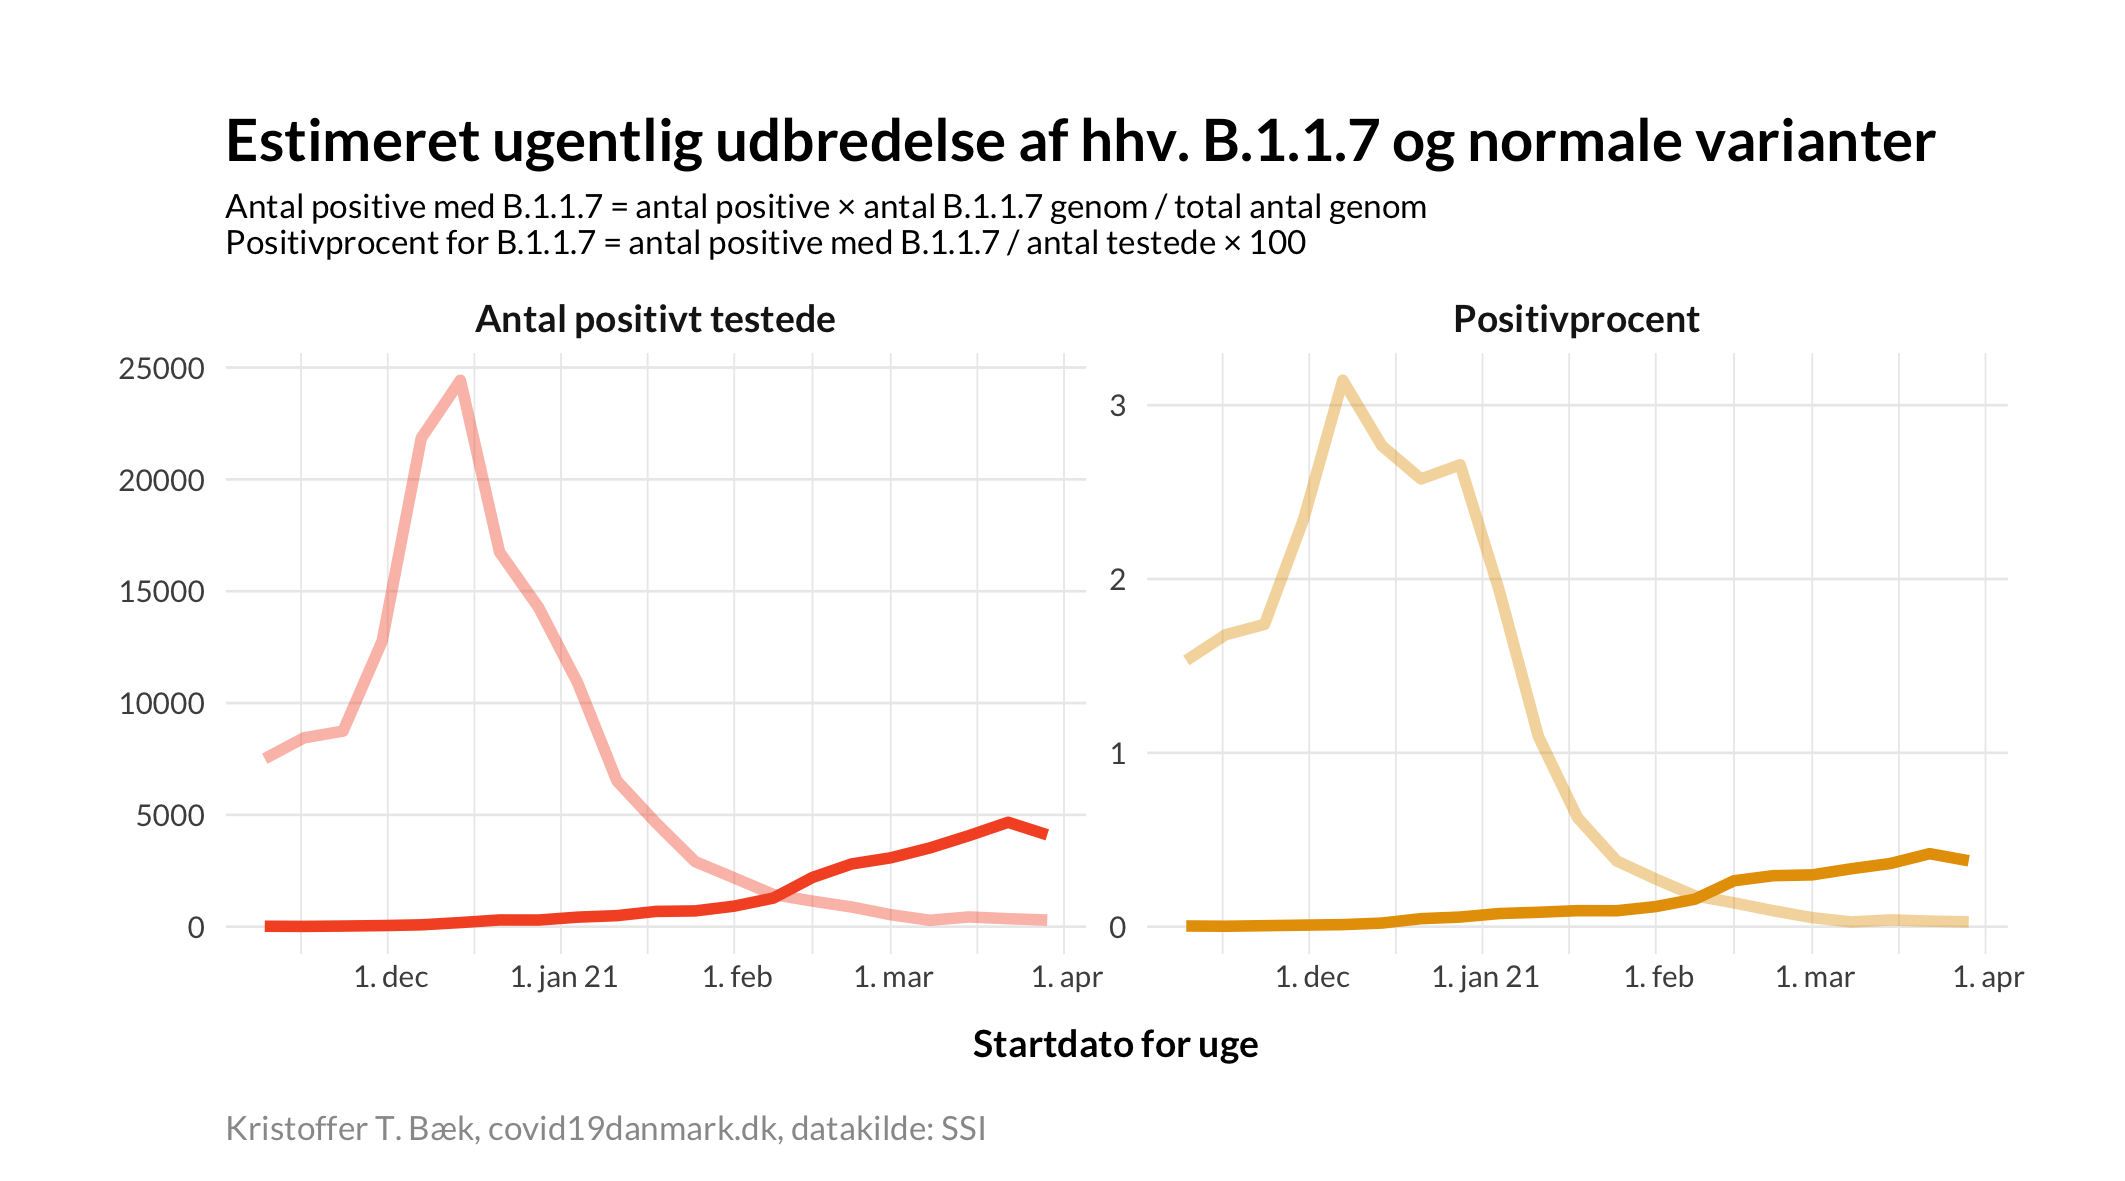 Estimeret ugentlig udbredelse af hhv. B.1.1.7 og normale varianter
Antal positive med B.1.1.7 = antal positive × antal B.1.1.7 genom / total antal genom
Positivprocent for B.1.1.7 = antal positive med B.1.1.7 / antal testede × 100
Antal positivt testede
25000
20000
15000
10000
5000
0
1. dec
1. jan 21
1. feb
1. mar
1. apr
Positivprocent
3
2
1
0
1. dec
1. jan 21
1. feb
1. mar
1. apr
Startdato for uge
Kristoffer T. Bæk, covid19danmark.dk, datakilde: SSI